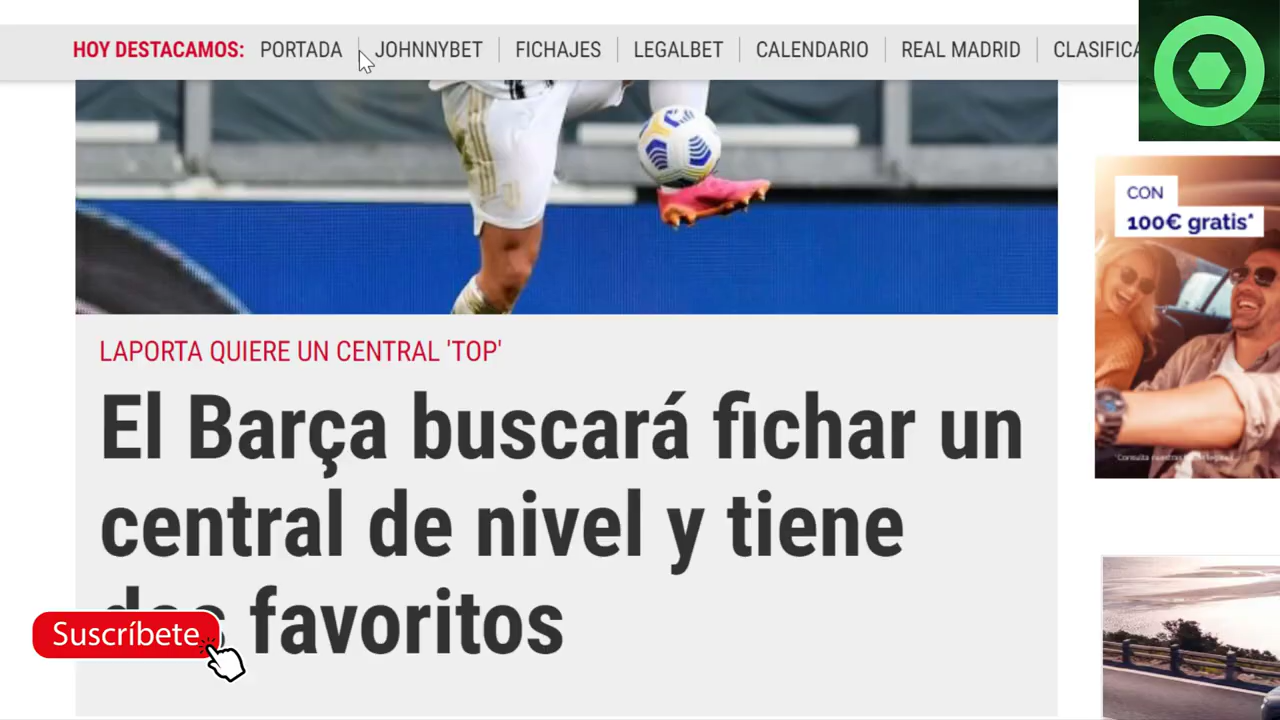 HOY DESTACAMOS: PORTADA JOHNNYBET FICHAJES LEGALBET CALENDARIO REAL MADRID
CON
100€ gratis*
LAPORTA QUIERE UN CENTRAL 'TOP'
El Barça buscará fichar un
central de nivel y tiene
dos favoritos
Suscríbete